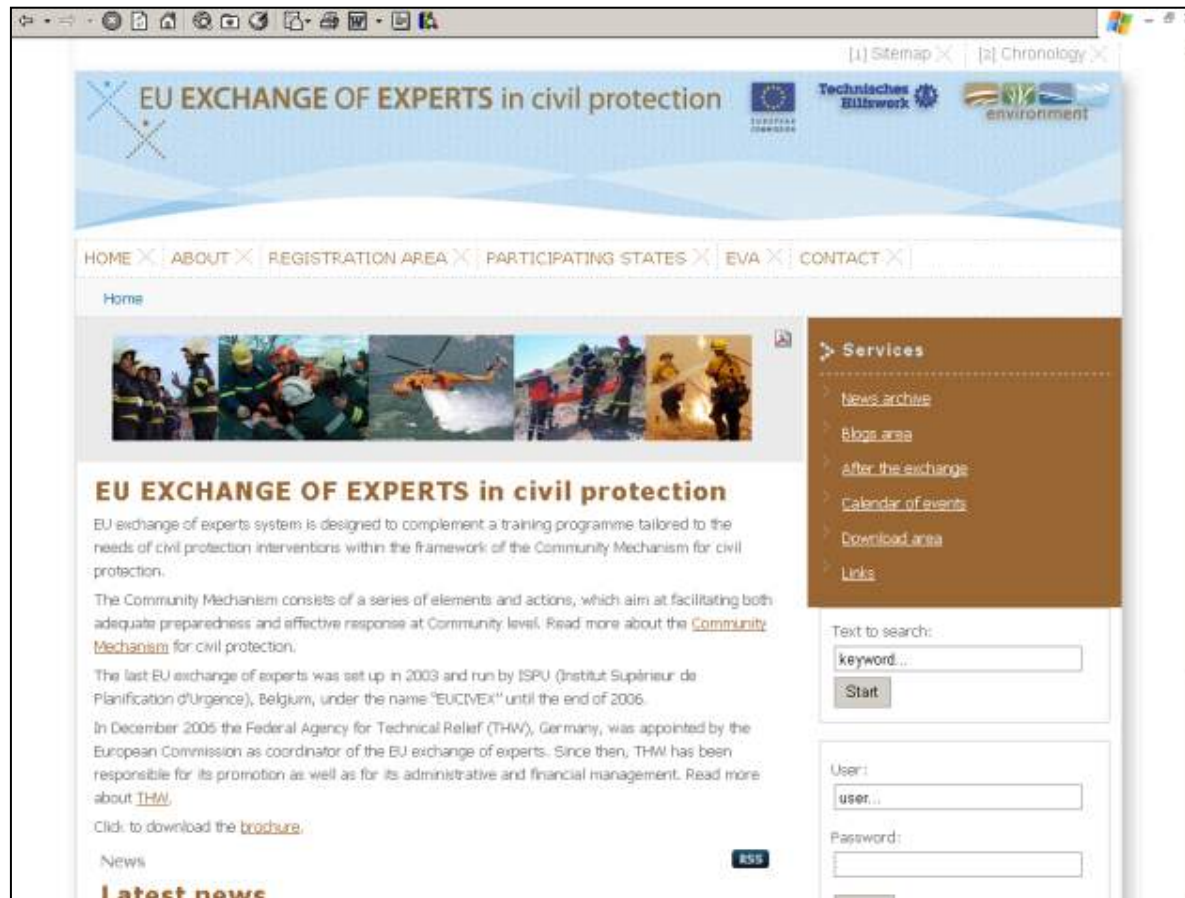 [1] Sitemap
[2] Chronology
EU EXCHANGE OF EXPERTS in civil protection
EUROPEAN
COMMISSION
Technisches
Hilfswerk
environment
HOME ABOUT REGISTRATION AREA PARTICIPATING STATES EVA CONTACT
Home
EU EXCHANGE OF EXPERTS in civil protection
EU exchange of experts system is designed to complement a training programme tailored to the
needs of civil protection interventions within the framework of the Community Mechanism for civil
protection.
The Community Mechanism consists of a series of elements and actions, which aim at facilitating both
adequate preparedness and effective response at Community level. Read more about the Community
Mechanism for civil protection.
The last EU exchange of experts was set up in 2003 and run by ISPU (Institut Supérieur de
Planification d'Urgence), Belgium, under the name "EUCIVEX" until the end of 2006.
In December 2006 the Federal Agency for Technical Relief (THW), Germany, was appointed by the
European Commission as coordinator of the EU exchange of experts. Since then, THW has been
responsible for its promotion as well as for its administrative and financial management. Read more
about THW.
Click to download the brochure.
News
RSS
Latest news
Services
News archive
Blogs area
After the exchange
Calendar of events
Download area
Links
Text to search:
keyword...
Start
User:
user...
Password: